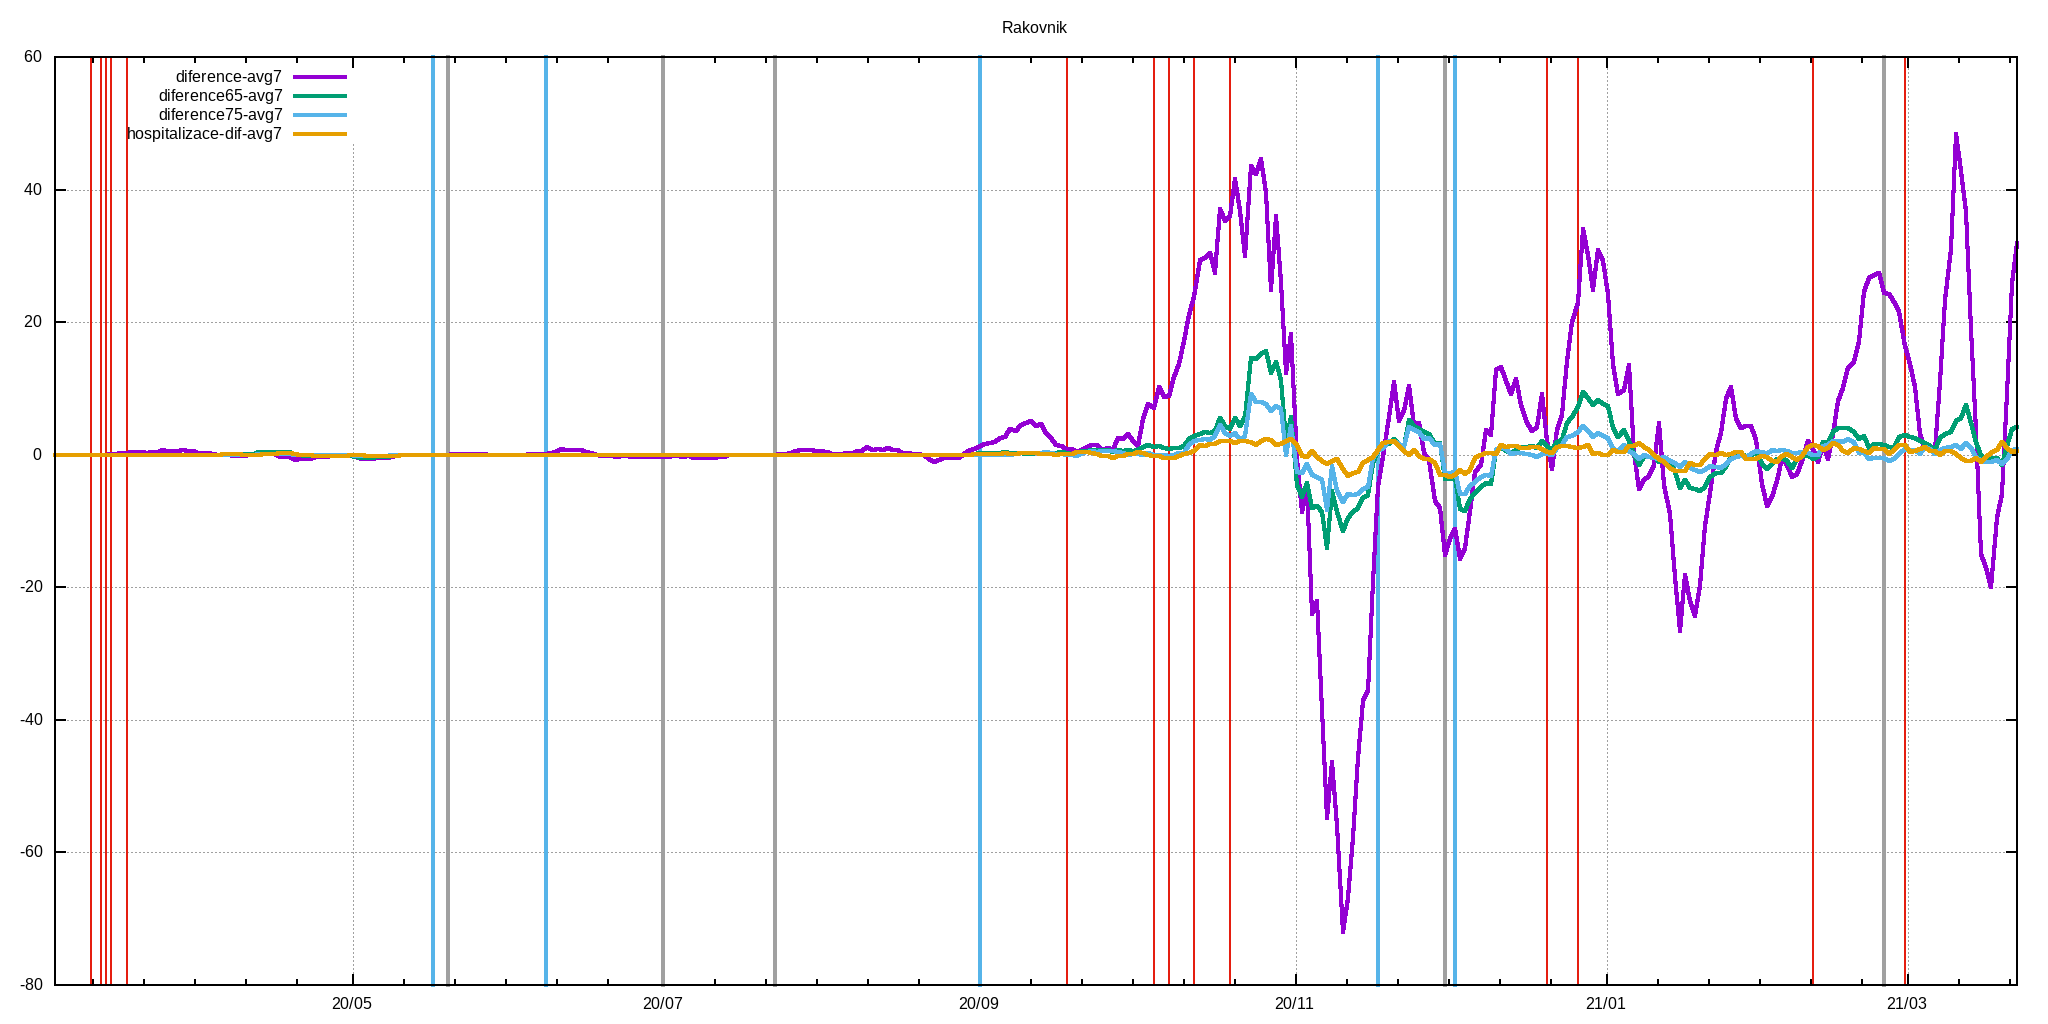 Rakovnik
60
diference-avg7
diference65-avg7
diference75-avg7
hospitalizace-dif-avg7
40
20
0
-20
-40
-60
-80
20/05
20/07
20/09
20/11
21/01
21/03